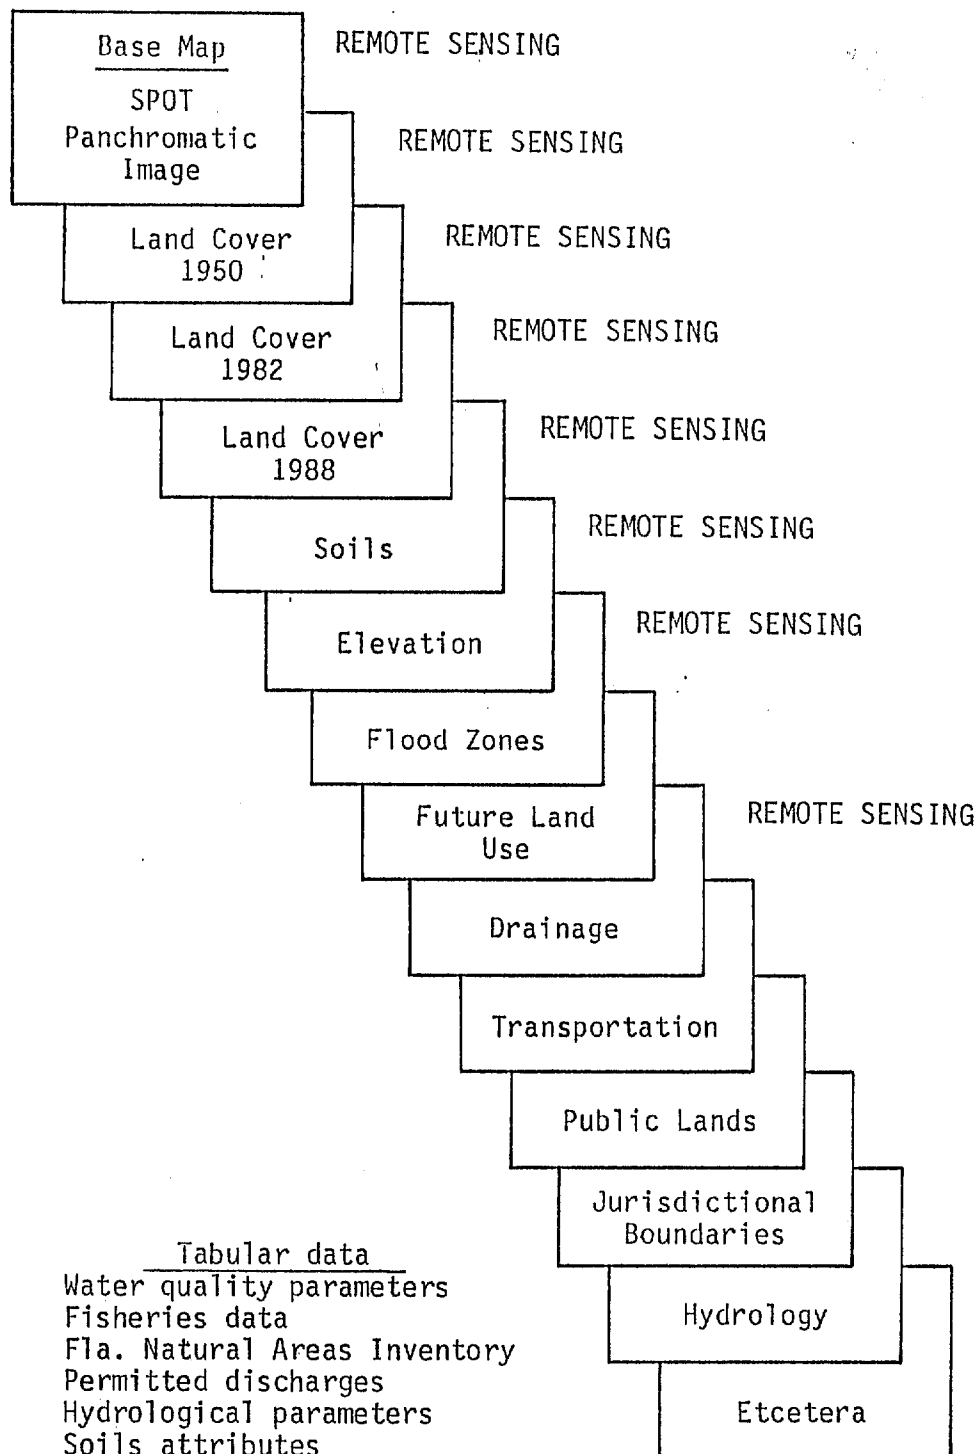 Base Map
REMOTE SENSING
SPOT
Panchromatic
Image
REMOTE SENSING
Land Cover
1950
REMOTE SENSING
Land Cover
1982
REMOTE SENSING
Land Cover
1988
REMOTE SENSING
Soils
REMOTE SENSING
Elevation
REMOTE SENSING
Flood Zones
Future Land
Use
REMOTE SENSING
Drainage
Transportation
Public Lands
Jurisdictional
Boundaries
Hydrology
Etcetera
Tabular data
Water quality parameters
Fisheries data
Fla. Natural Areas Inventory
Permitted discharges
Hydrological parameters
Soils attributes